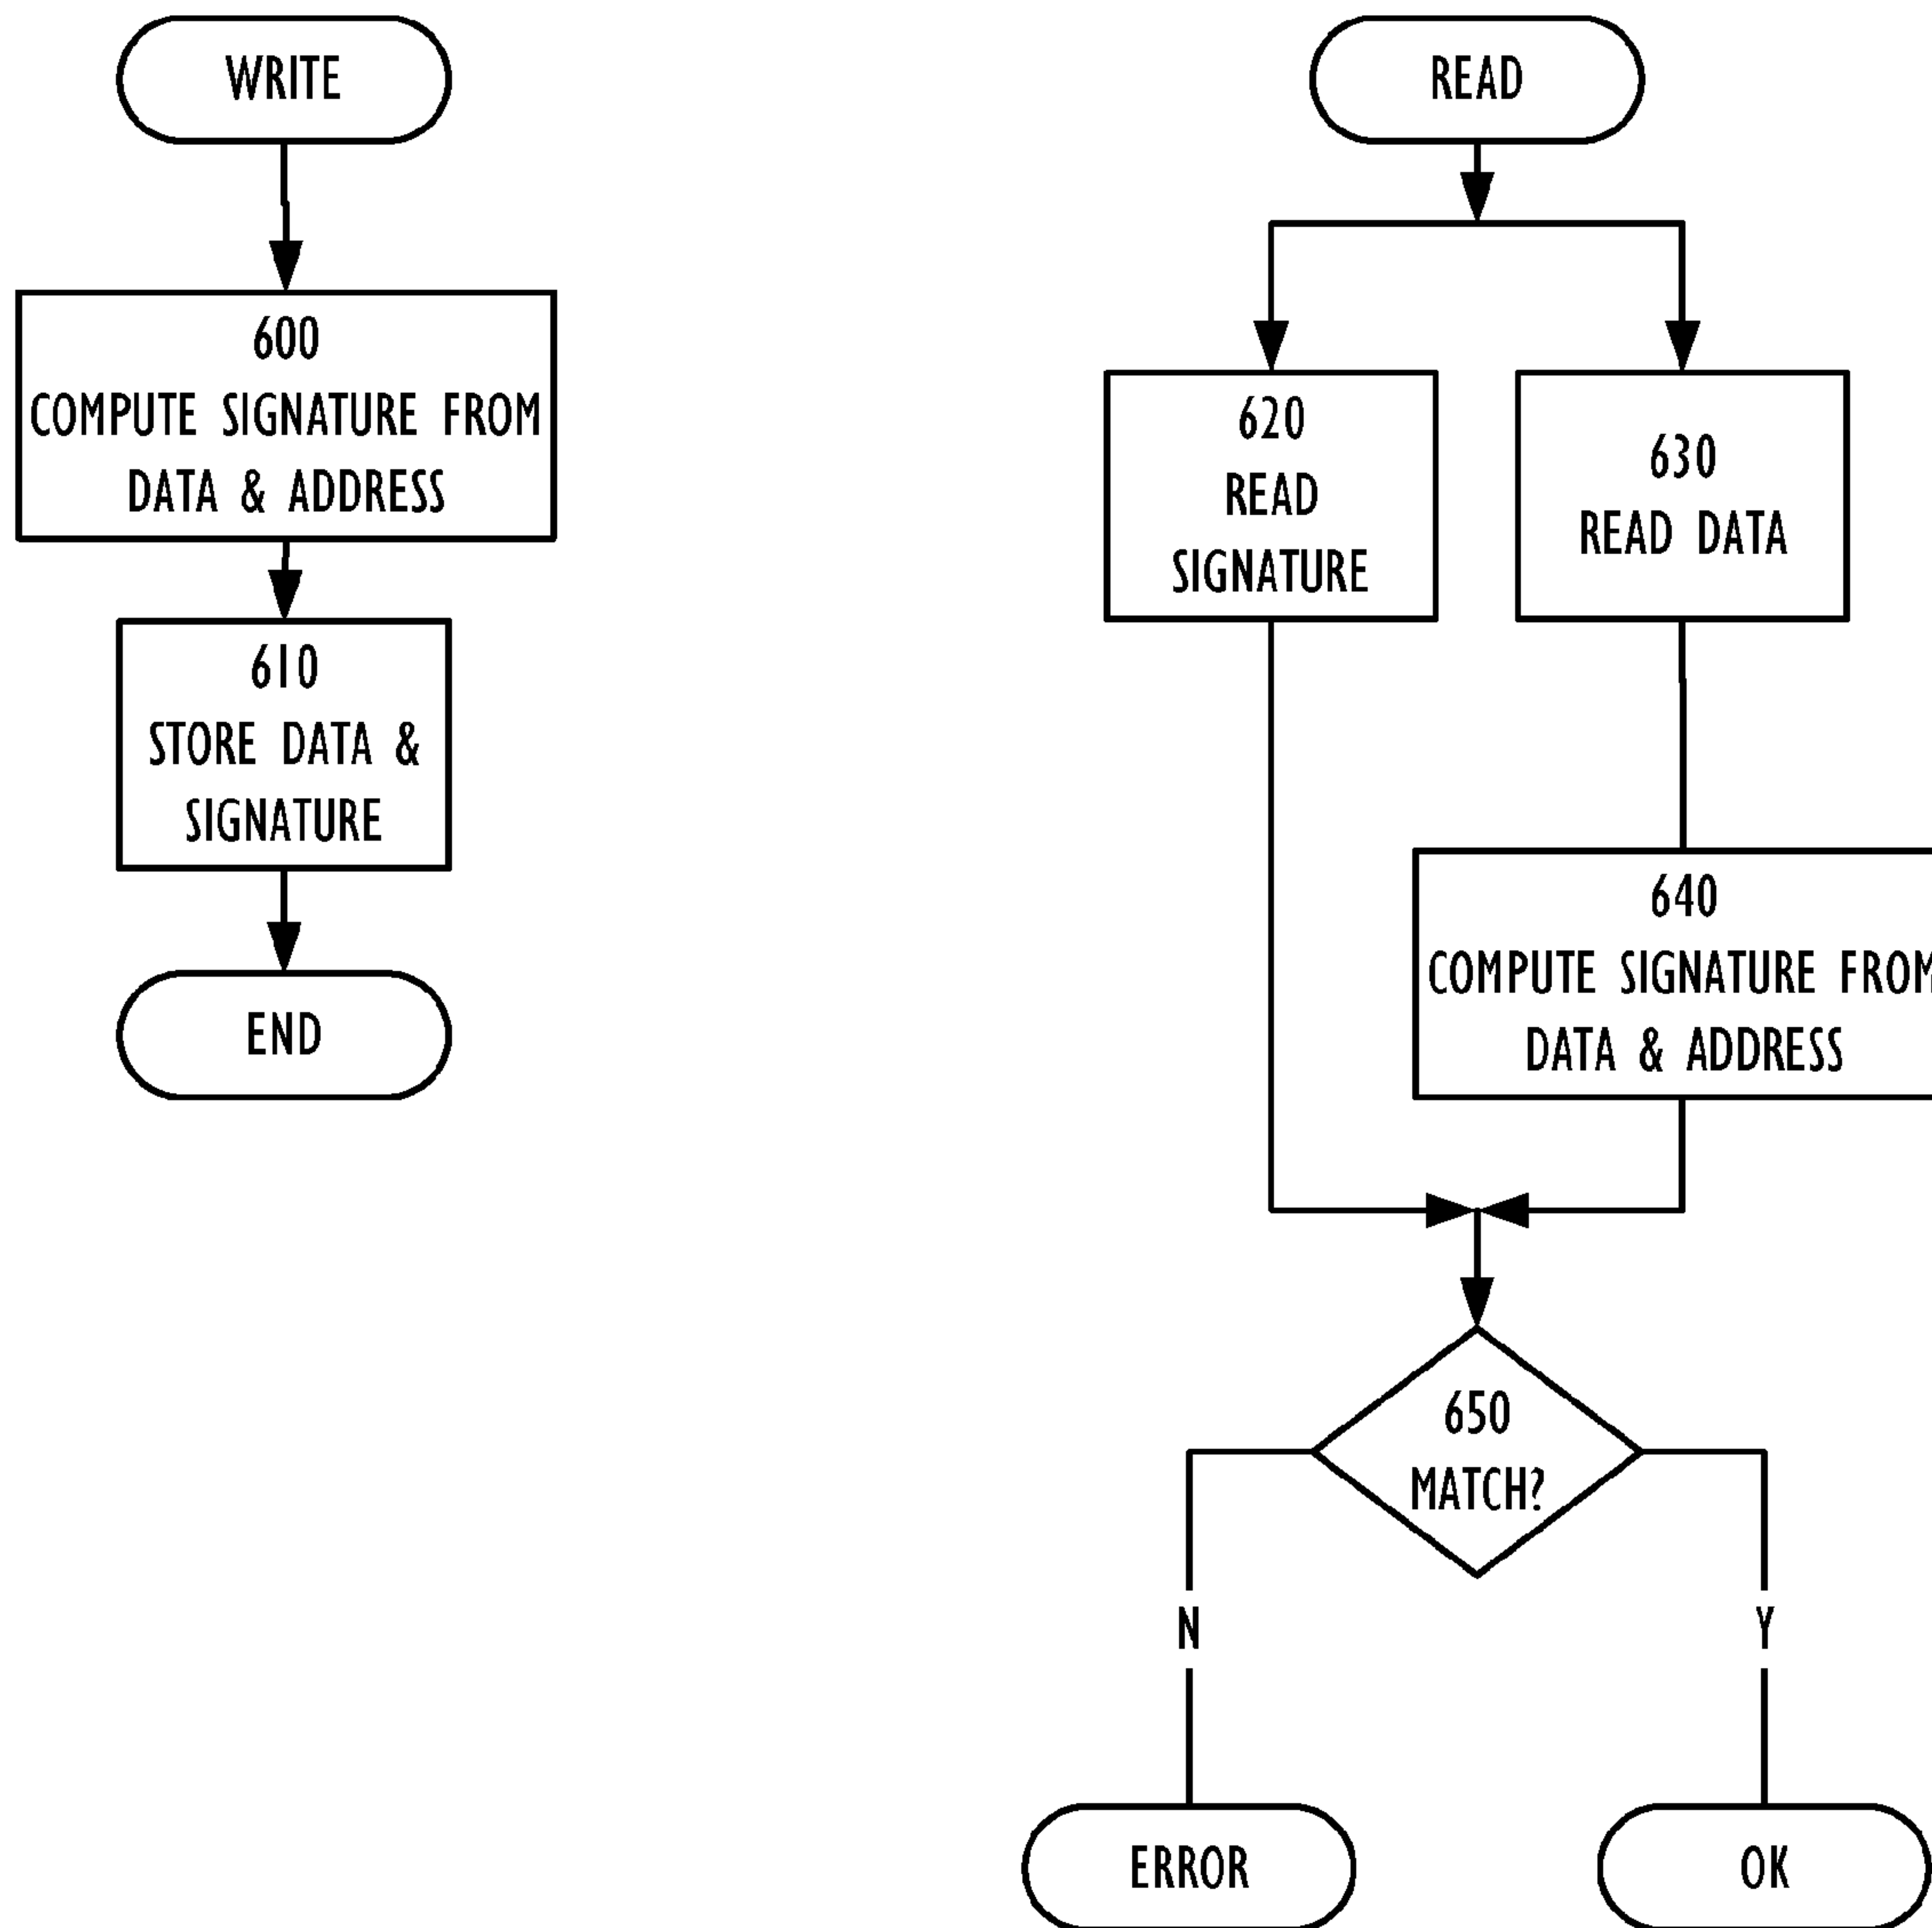 WRITE
600
COMPUTE SIGNATURE FROM
DATA & ADDRESS
610
STORE DATA &
SIGNATURE
END
READ
620
READ
SIGNATURE
630
READ DATA
640
COMPUTE SIGNATURE FROM
DATA & ADDRESS
650
MATCH?
N
Y
ERROR
OK